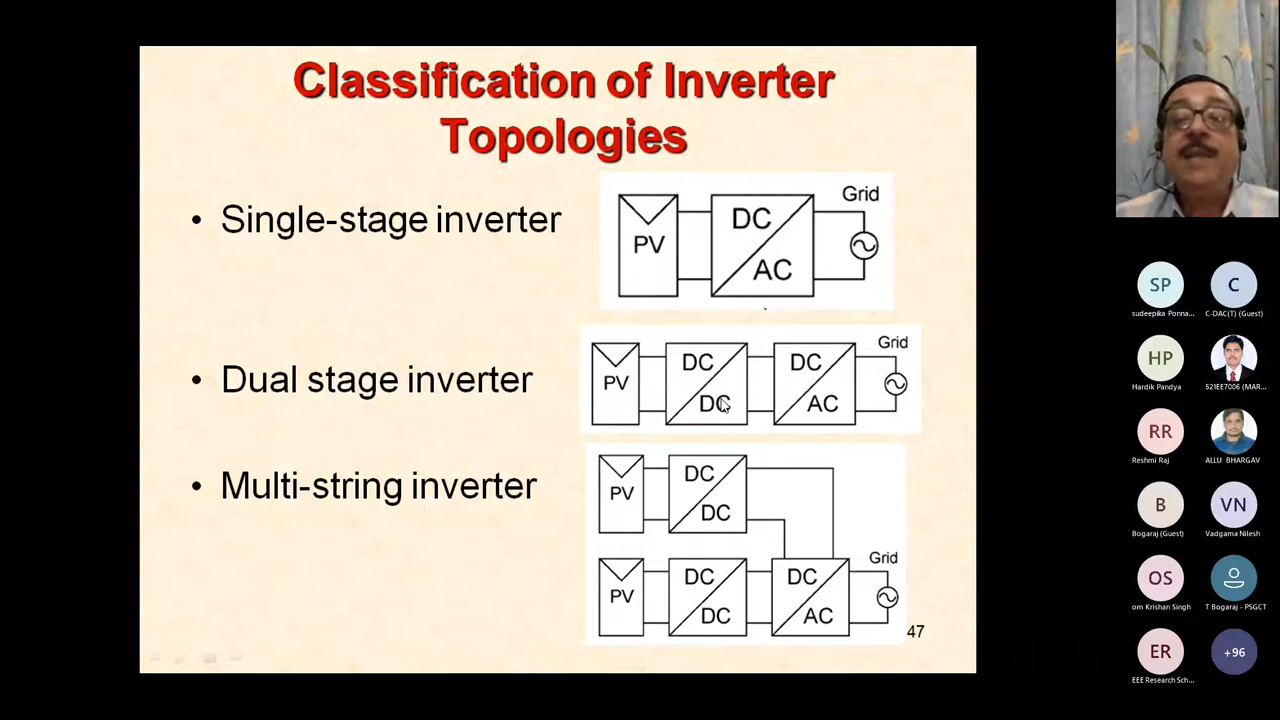 Classification of Inverter
Topologies
• Single-stage inverter
Grid
PV
DC
AC
• Dual stage inverter
Grid
PV
DC
DC
DC
AC
• Multi-string inverter
PV
DC
DC
Grid
PV
DC
DC
DC
AC
47
SP
sudeepika Ponna...
C
C-DAC(T) (Guest)
HP
Hardik Pandya
521EE7006 (MAR...
RR
Reshmi Raj
ALLU BHARGAV
B
Bogaraj (Guest)
VN
Vadgama Nilesh
OS
om Krishan Singh
T Bogaraj - PSGCT
ER
EEE Research Sch...
+96